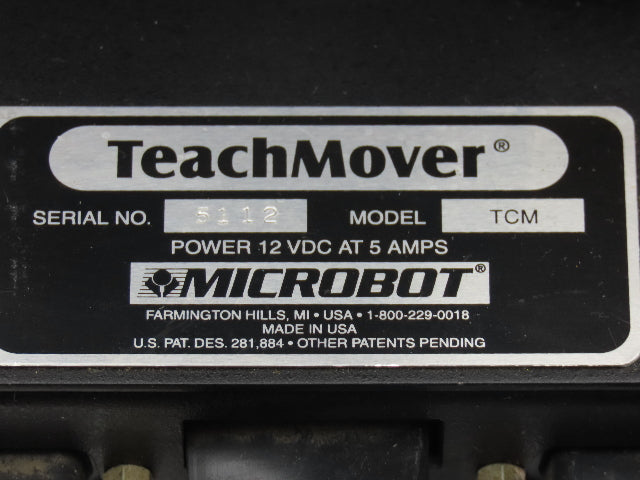 TeachMover®
SERIAL NO. 5112 MODEL TCM
POWER 12 VDC AT 5 AMPS
MICROBOT®
FARMINGTON HILLS, MI • USA • 1-800-229-0018
MADE IN USA
U.S. PAT. DES. 281,884 • OTHER PATENTS PENDING